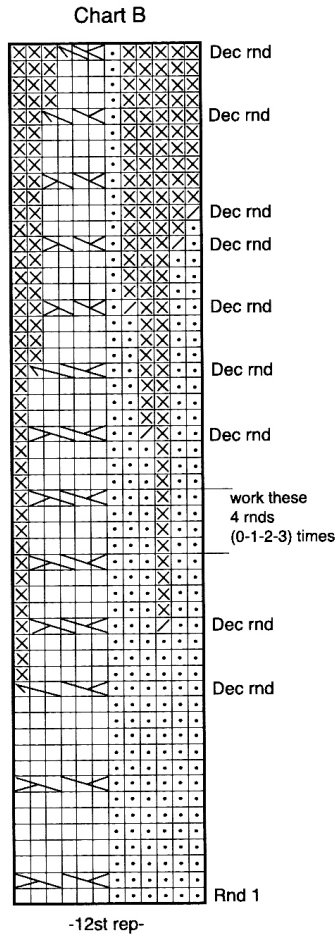 Chart B
Dec rnd
Dec rnd
Dec rnd
Dec rnd
Dec rnd
Dec rnd
Dec rnd
work these
4 rnds
(0-1-2-3) times
Dec rnd
Dec rnd
Rnd 1
-12st rep-